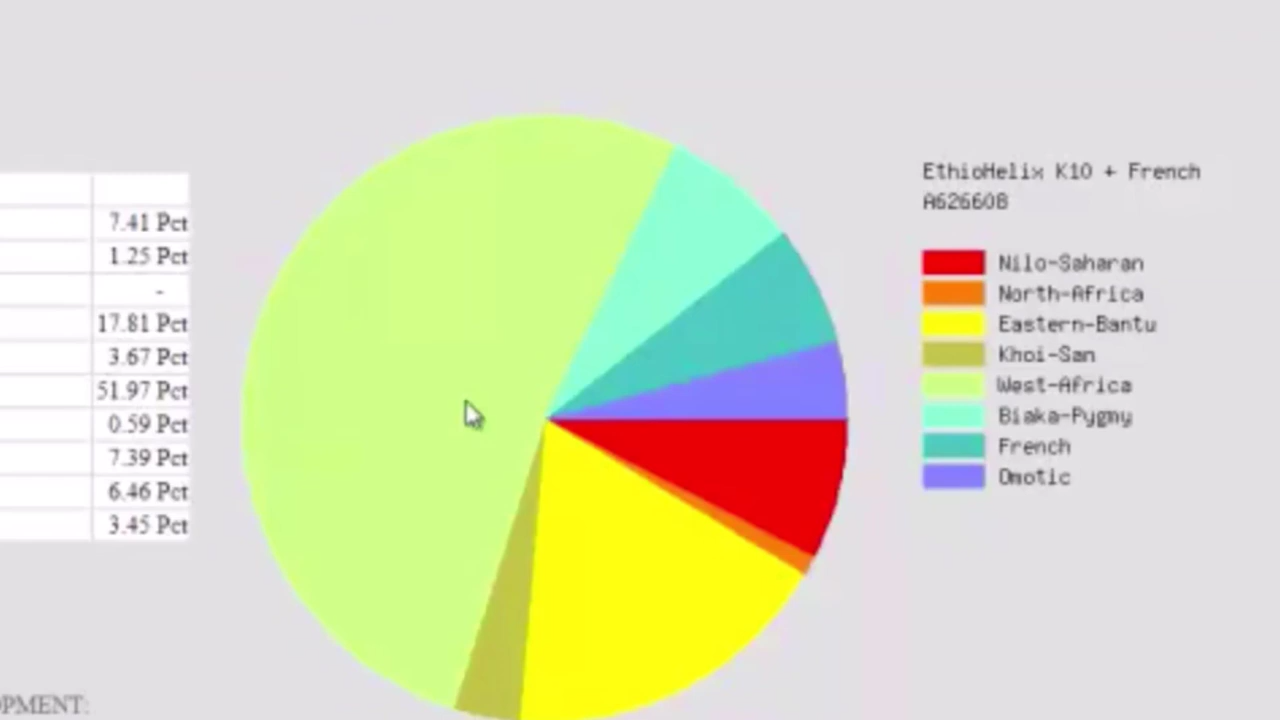 7.41 Pct
1.25 Pct
-
17.81 Pct
3.67 Pct
51.97 Pct
0.59 Pct
7.39 Pct
6.46 Pct
3.45 Pct
OPMENT:
EthioHelix K10 + French
A626608
Nilo-Saharan
North-Africa
Eastern-Bantu
Khoi-San
West-Africa
Biaka-Pygmy
French
Omotic